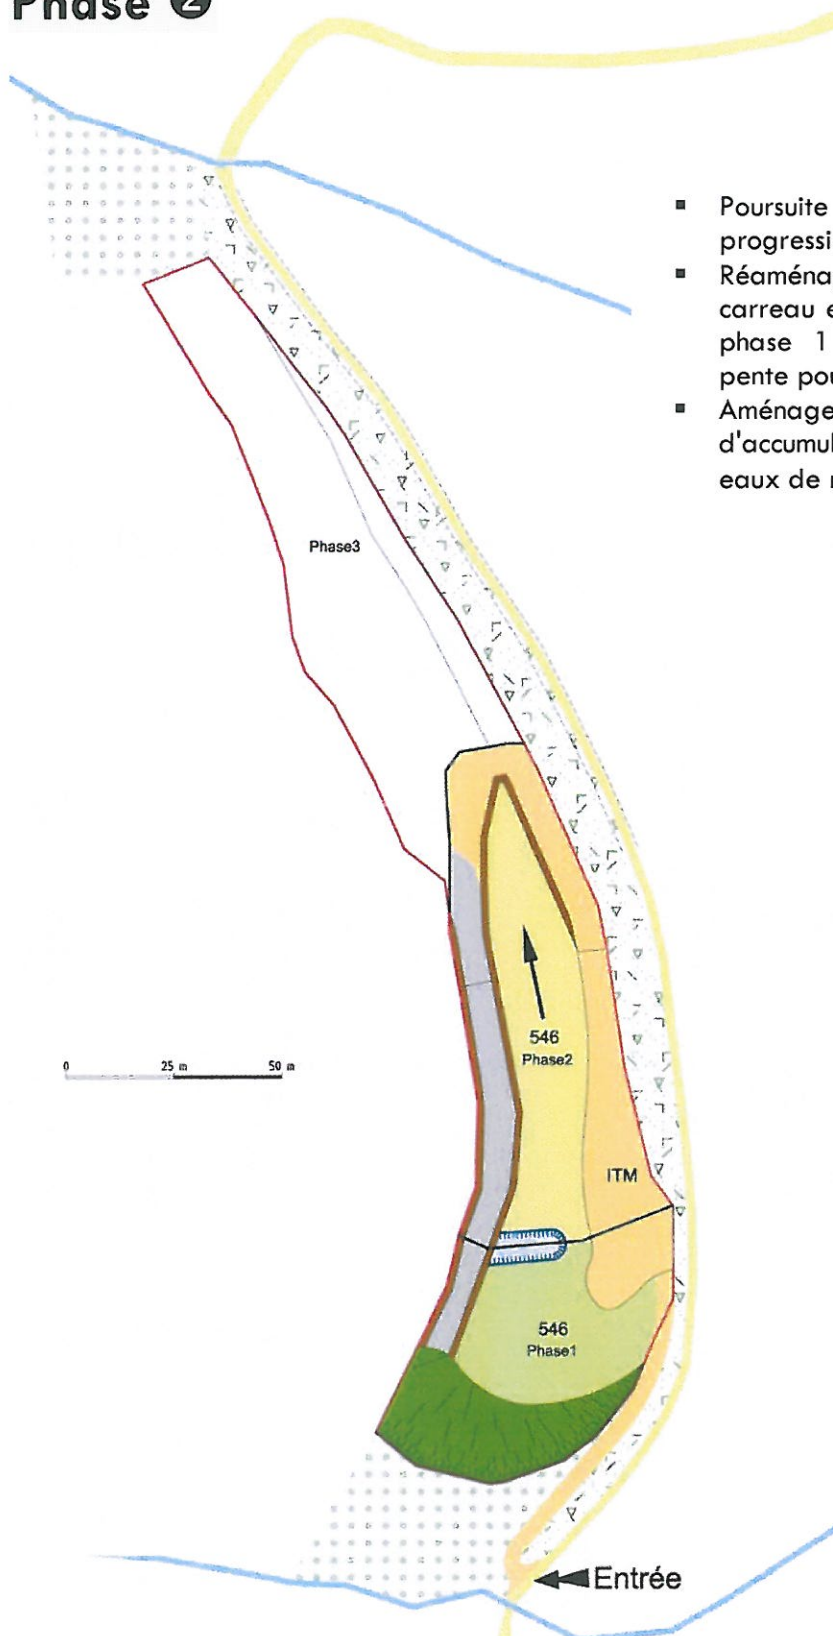 Phase 2
▪ Poursuite
progressi
▪ Réaména
carreau e
phase 1
pente pou
▪ Aménage
d'accumul
eaux de r
Phase3
0 25 m 50 m
546
Phase2
ITM
546
Phase1
Entrée